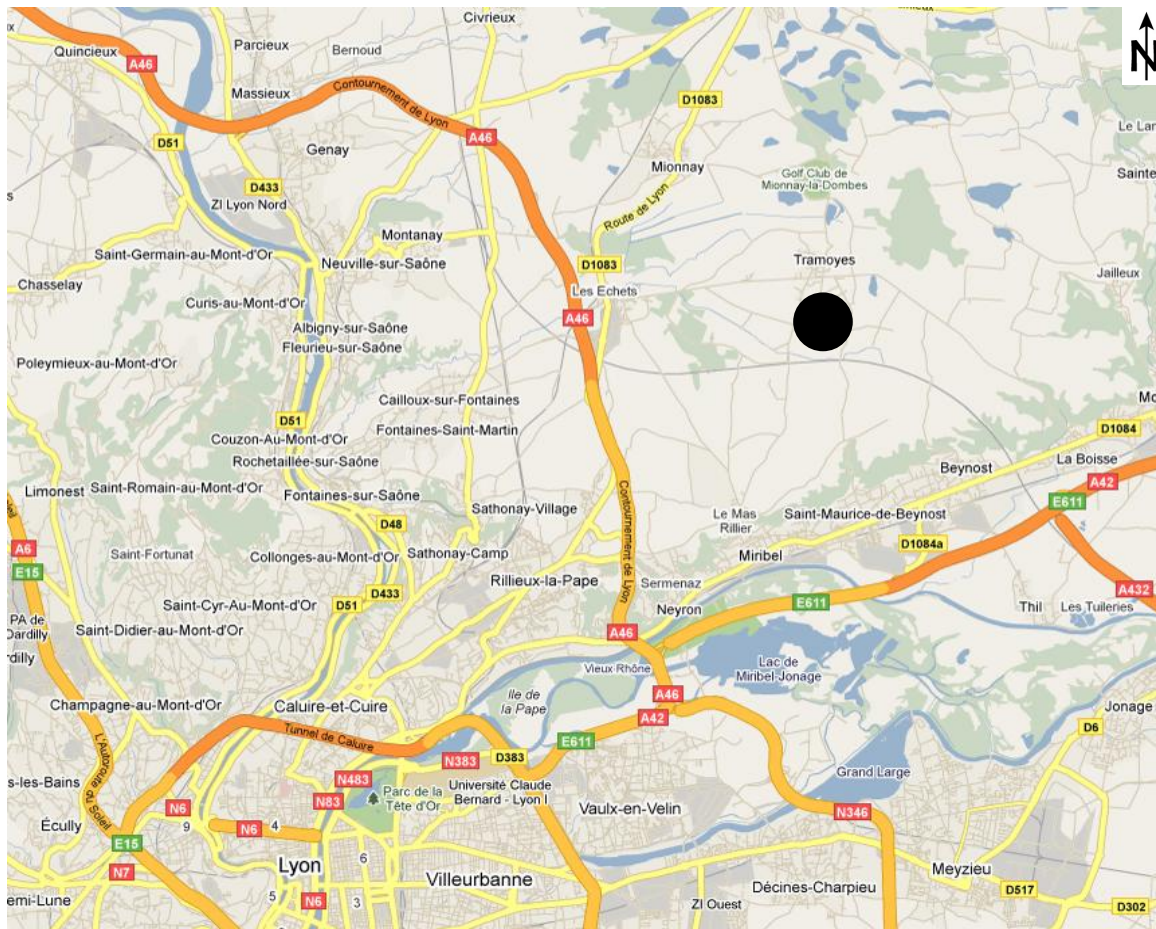 Civrieux
Quincieux
Parcieux
Bernoud
N
A46
Massieux
Contournement de Lyon
D1083
D51
Genay
A46
Mionnay
Le Lan
D433
ZI Lyon Nord
Golf Club de
Mionnay-la-Dombes
Sainte
Route de Lyon
Montanay
Saint-Germain-au-Mont-d'Or
Neuville-sur-Saône
D1083
Tramoyes
Chasselay
Jailleux
Curis-au-Mont-d'Or
Les Echets
Albigny-sur-Saône
A46
Fleurieu-sur-Saône
Poleymieux-au-Mont-d'Or
Cailloux-sur-Fontaines
Mo
D51
Fontaines-Saint-Martin
D1084
Couzon-Au-Mont-d'Or
Rochetaillée-sur-Saône
La Boisse
Beynost
A42
Limonest
Saint-Romain-au-Mont-d'Or
Fontaines-sur-Saône
E611
Contournement de Lyon
Sathonay-Village
Le Mas
Rillier
Saint-Maurice-de-Beynost
D48
A6
Saint-Fortunat
Collonges-au-Mont-d'Or
Sathonay-Camp
D1084a
Miribel
E15
Rillieux-la-Pape
Sermenaz
D433
A432
Saint-Cyr-Au-Mont-d'Or
D51
E611
Neyron
Thil
Les Tuileries
PA de
Dardilly
Saint-Didier-au-Mont-d'Or
A46
rdilly
Vieux Rhône
Lac de
Miribel-Jonage
Champagne-au-Mont-d'Or
Ile de
la Pape
A46
Caluire-et-Cuire
A42
Jonage
D6
Tunnel de Caluire
E611
L'Autoroute du Soleil
N383
D383
s-les-Bains
N483
Université Claude
Bernard - Lyon I
Grand Large
Parc de la
Tête d'Or
N6
N83
Vaulx-en-Velin
N346
Écully
9
N6
4
E15
Lyon
6
Meyzieu
N7
Villeurbanne
Décines-Charpieu
D517
emi-Lune
5
N6
3
ZI Ouest
D302